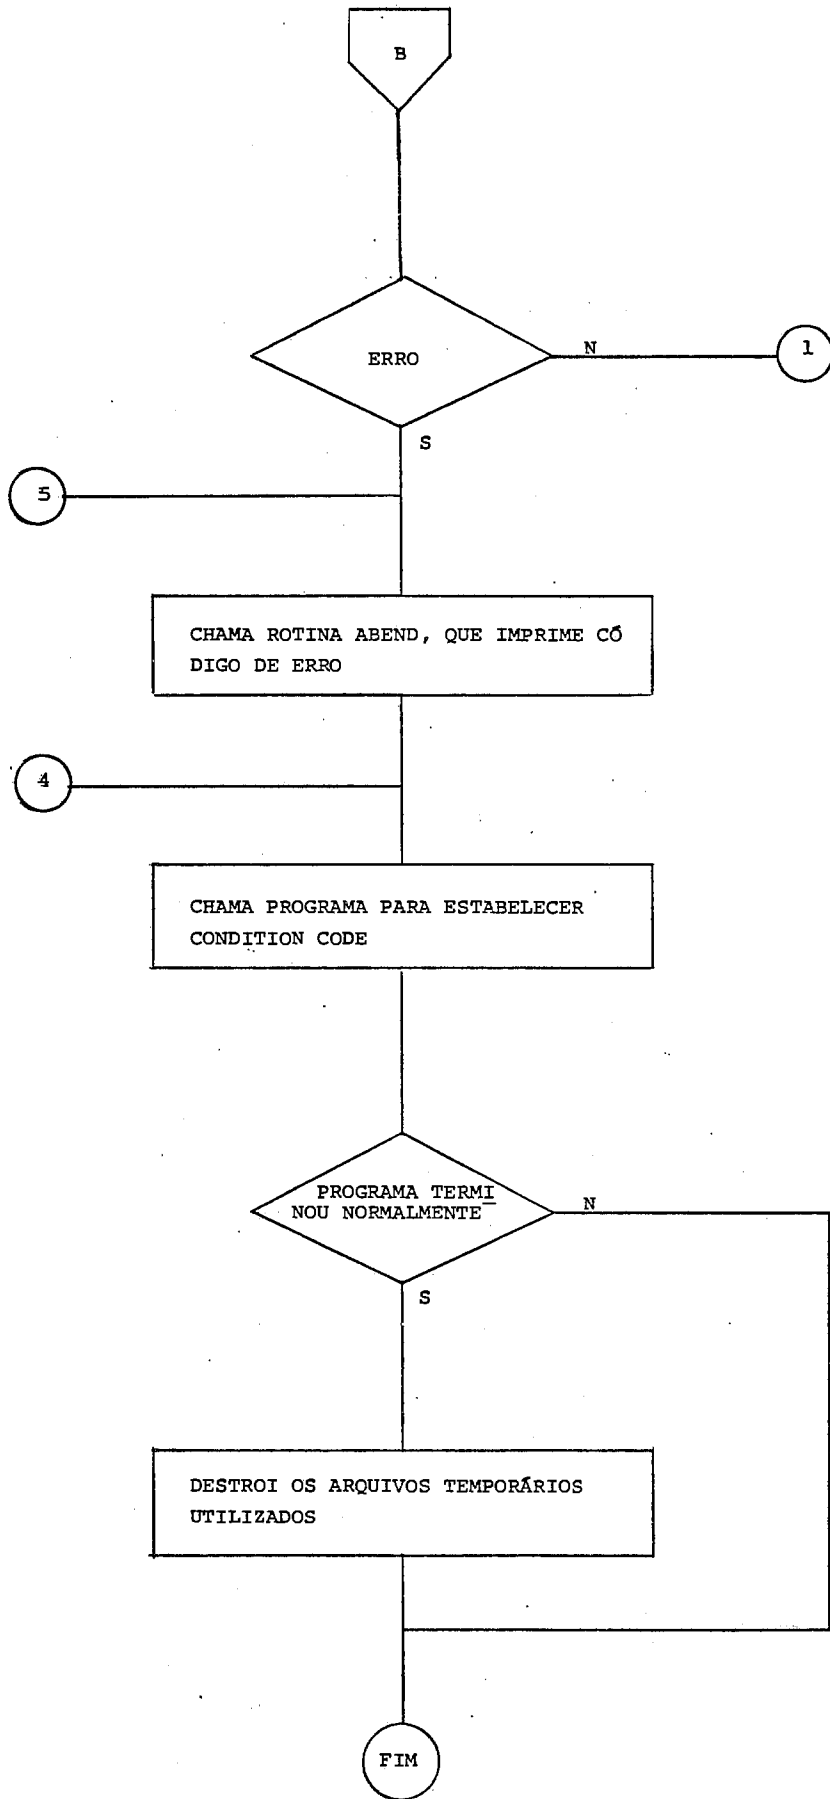 B
ERRO
N
1
S
5
CHAMA ROTINA ABEND, QUE IMPRIME CÓ
DIGO DE ERRO
4
CHAMA PROGRAMA PARA ESTABELECER
CONDITION CODE
PROGRAMA TERMI
NOU NORMALMENTE
N
S
DESTROI OS ARQUIVOS TEMPORÁRIOS
UTILIZADOS
FIM